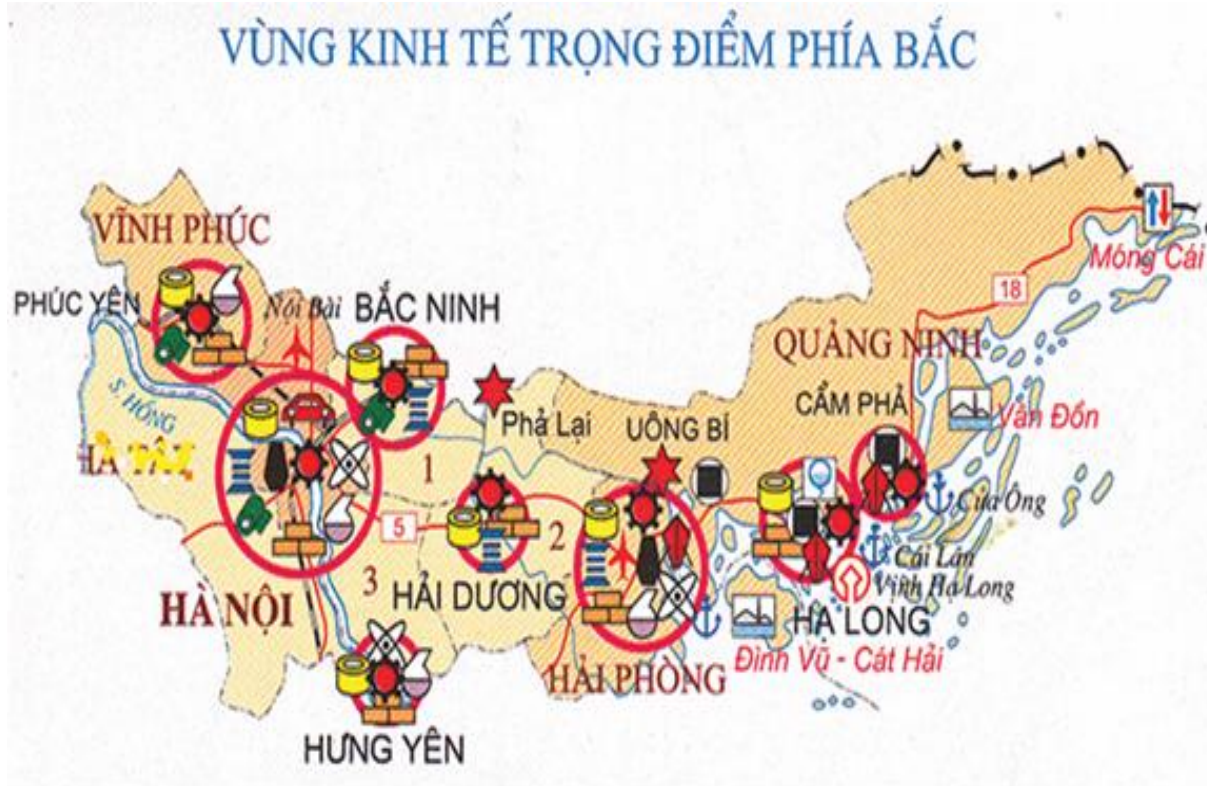 VÙNG KINH TẾ TRỌNG ĐIỂM PHÍA BẮC
VĨNH PHÚC
PHÚC YÊN
Nội Bài
BẮC NINH
Móng Cái
18
QUẢNG NINH
S. HỒNG
Phả Lại
UÔNG BÍ
CẨM PHẢ
Vân Đồn
1
Cửa Ông
5
2
Cái Lân
Vịnh Hạ Long
3
HẢI DƯƠNG
HÀ NỘI
HẠ LONG
Đình Vũ - Cát Hải
HẢI PHÒNG
HƯNG YÊN